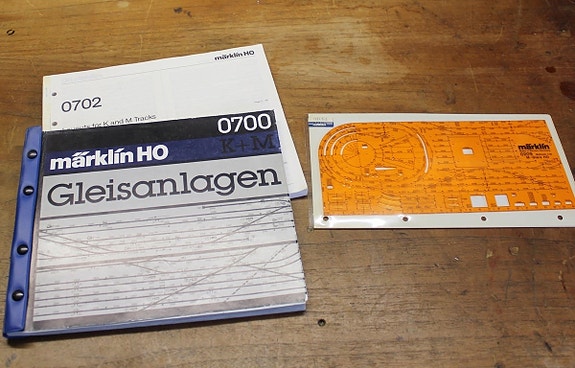 märklin HO
0702
for K and M Tracks
0700
K+M
märklin HO
Gleisanlagen
märklin